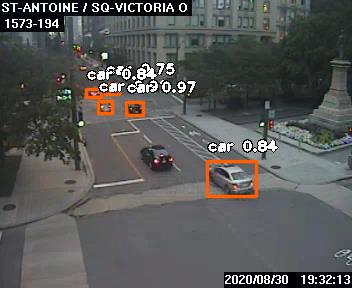 ST-ANTOINE / SQ-VICTORIA O
1573-194
car 0.75
car 0.84
car 0.97
car 0.84
2020/08/30 19:32:13